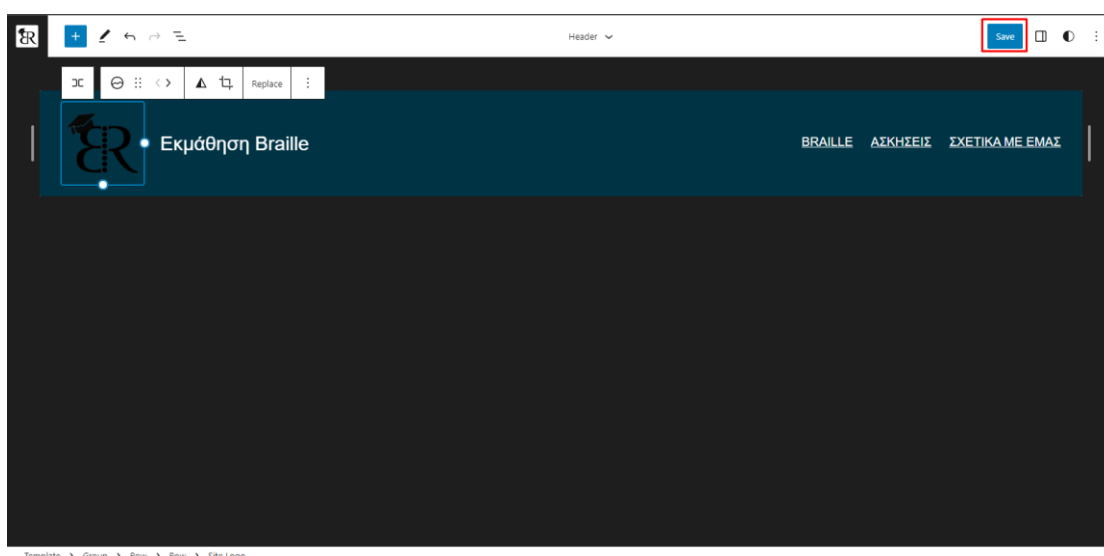 Header
Save
Replace
Εκμάθηση Braille
BRAILLE ΑΣΚΗΣΕΙΣ ΣΧΕΤΙΚΑ ΜΕ ΕΜΑΣ
Template > Group > Row > Row > Site Logo